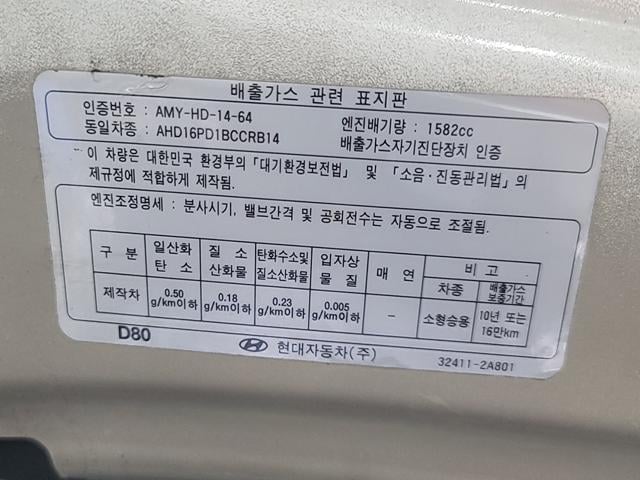 배출가스 관련 표지판
인증번호 : AMY-HD-14-64 엔진배기량 : 1582cc
동일차종 : AHD16PD1BCCRB14 배출가스자기진단장치 인증
이 차량은 대한민국 환경부의 「대기환경보전법」 및 「소음·진동관리법」의
제규정에 적합하게 제작됨.
엔진조정명세 : 분사시기, 밸브간격 및 공회전수는 자동으로 조절됨.
구 분 일산화 탄 소 질 소 산화물 탄화수소및 질소산화물 입자상 물 질 매 연 비 고
차종 배출가스 보증기간
제작차 0.50 g/km이하 0.18 g/km이하 0.23 g/km이하 0.005 g/km이하 - 소형승용 10년 또는 16만km
D80 현대자동차(주) 32411-2A801